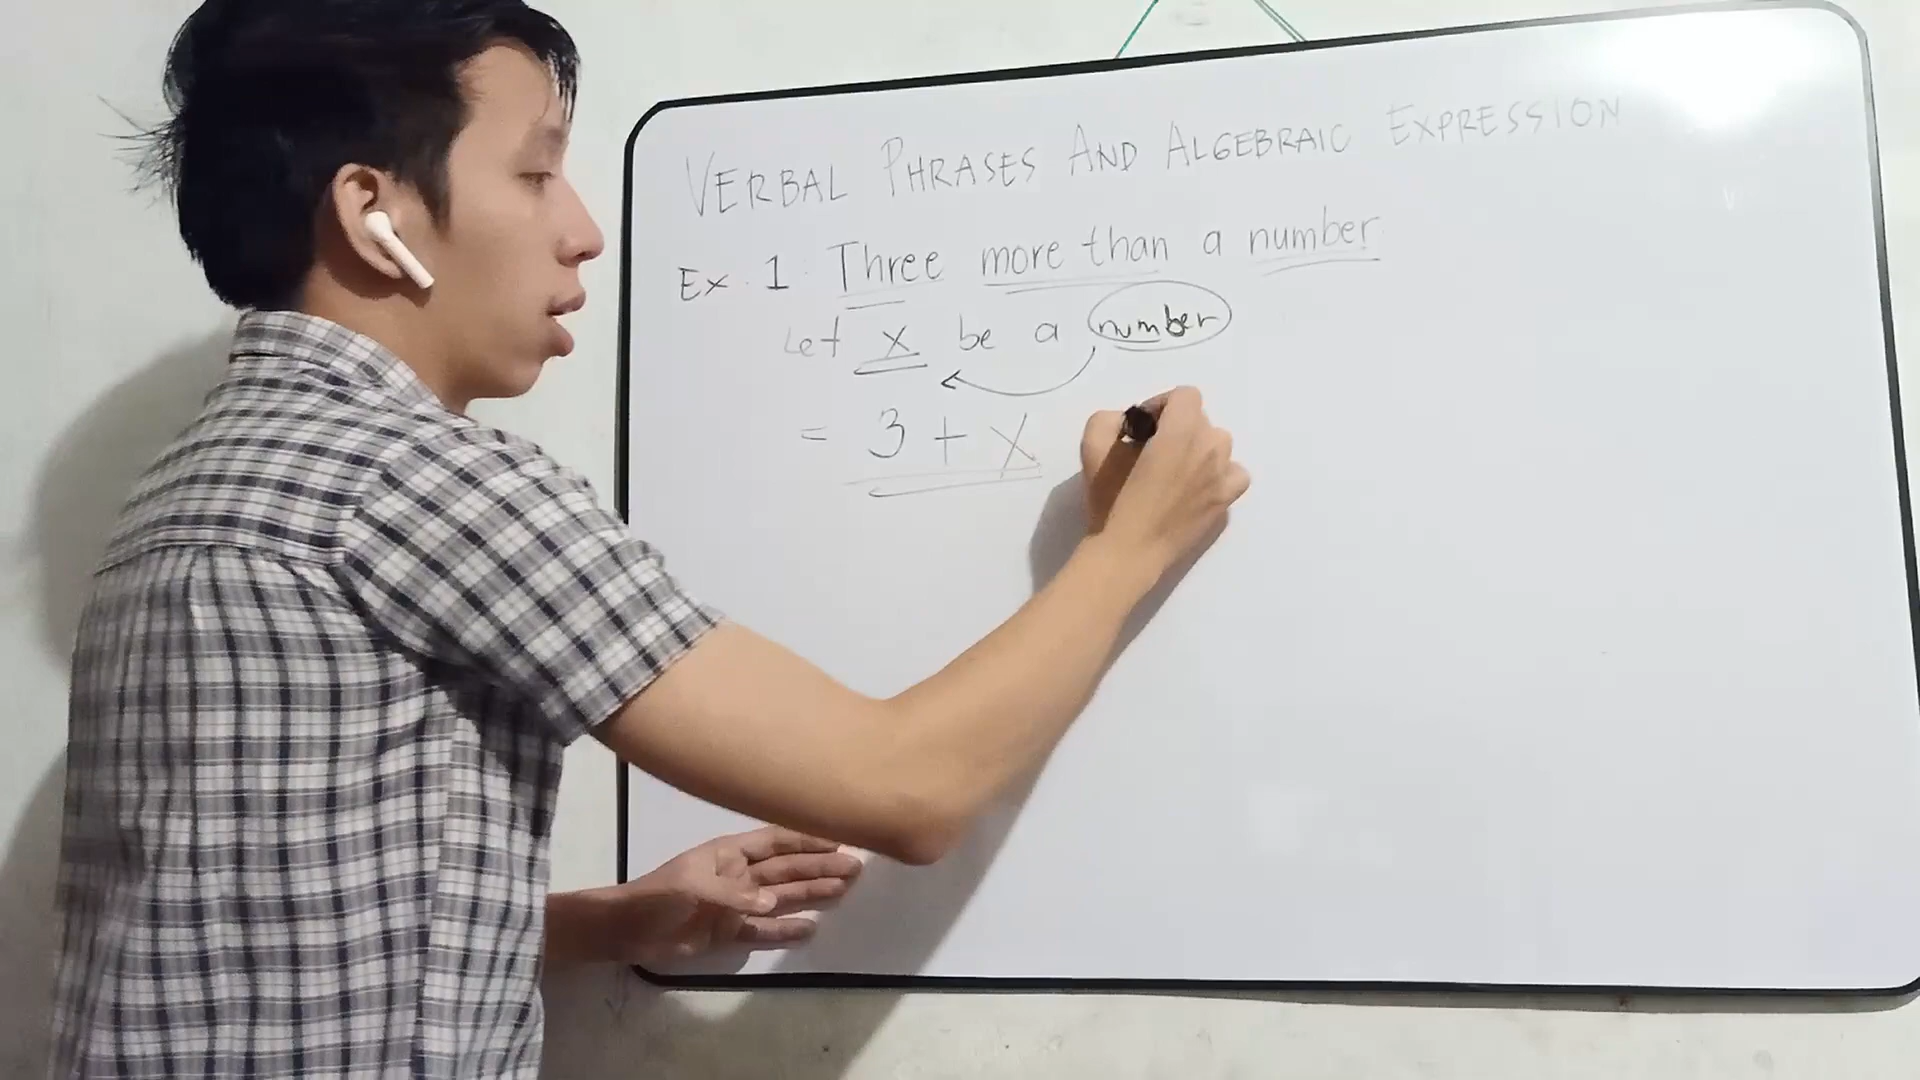 VERBAL PHRASES AND ALGEBRAIC EXPRESSION
Ex. 1: Three more than a number
Let x be a number
= 3 + x